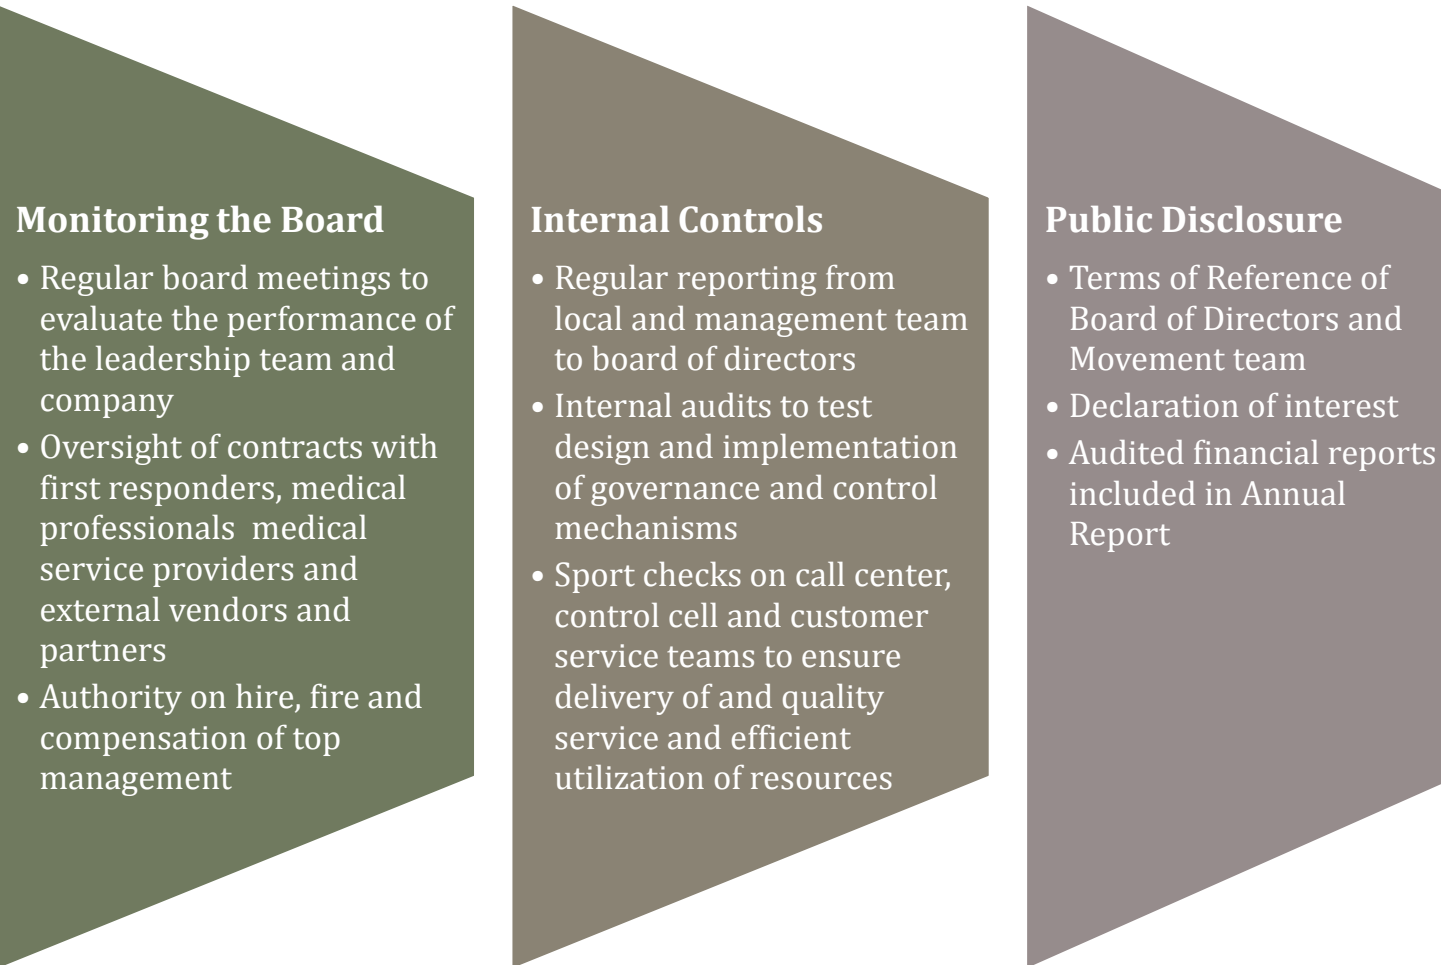 Monitoring the Board
• Regular board meetings to
evaluate the performance of
the leadership team and
company
• Oversight of contracts with
first responders, medical
professionals  medical
service providers and
external vendors and
partners
• Authority on hire, fire and
compensation of top
management
Internal Controls
• Regular reporting from
local and management team
to board of directors
• Internal audits to test
design and implementation
of governance and control
mechanisms
• Sport checks on call center,
control cell and customer
service teams to ensure
delivery of and quality
service and efficient
utilization of resources
Public Disclosure
• Terms of Reference of
Board of Directors and
Movement team
• Declaration of interest
• Audited financial reports
included in Annual
Report